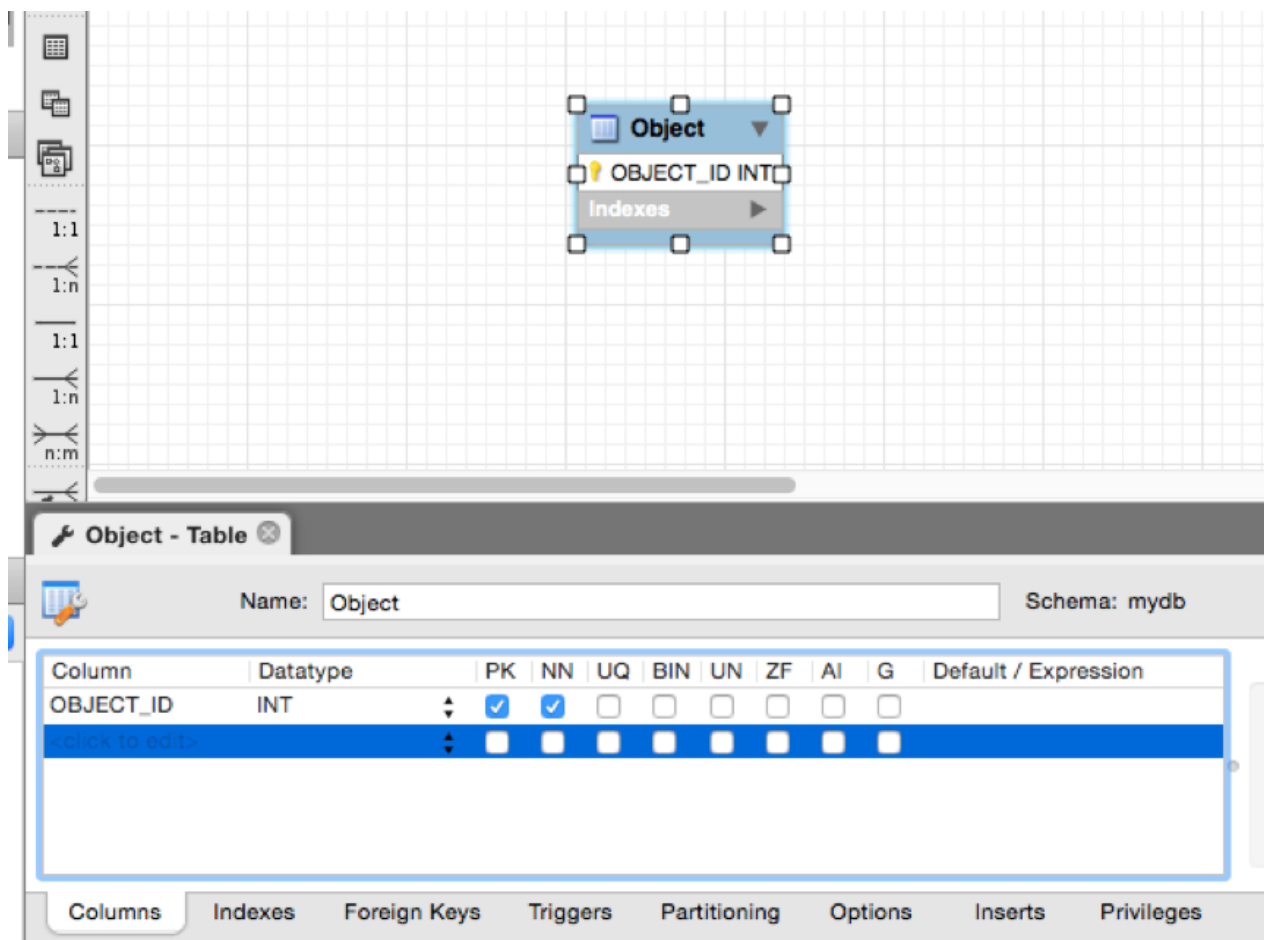 Object
OBJECT_ID INT
Indexes
1:1
1:n
1:1
1:n
n:m
Object - Table
Name: Object Schema: mydb
Column Datatype PK NN UQ BIN UN ZF AI G Default / Expression
OBJECT_ID INT
<click to edit>
Columns Indexes Foreign Keys Triggers Partitioning Options Inserts Privileges